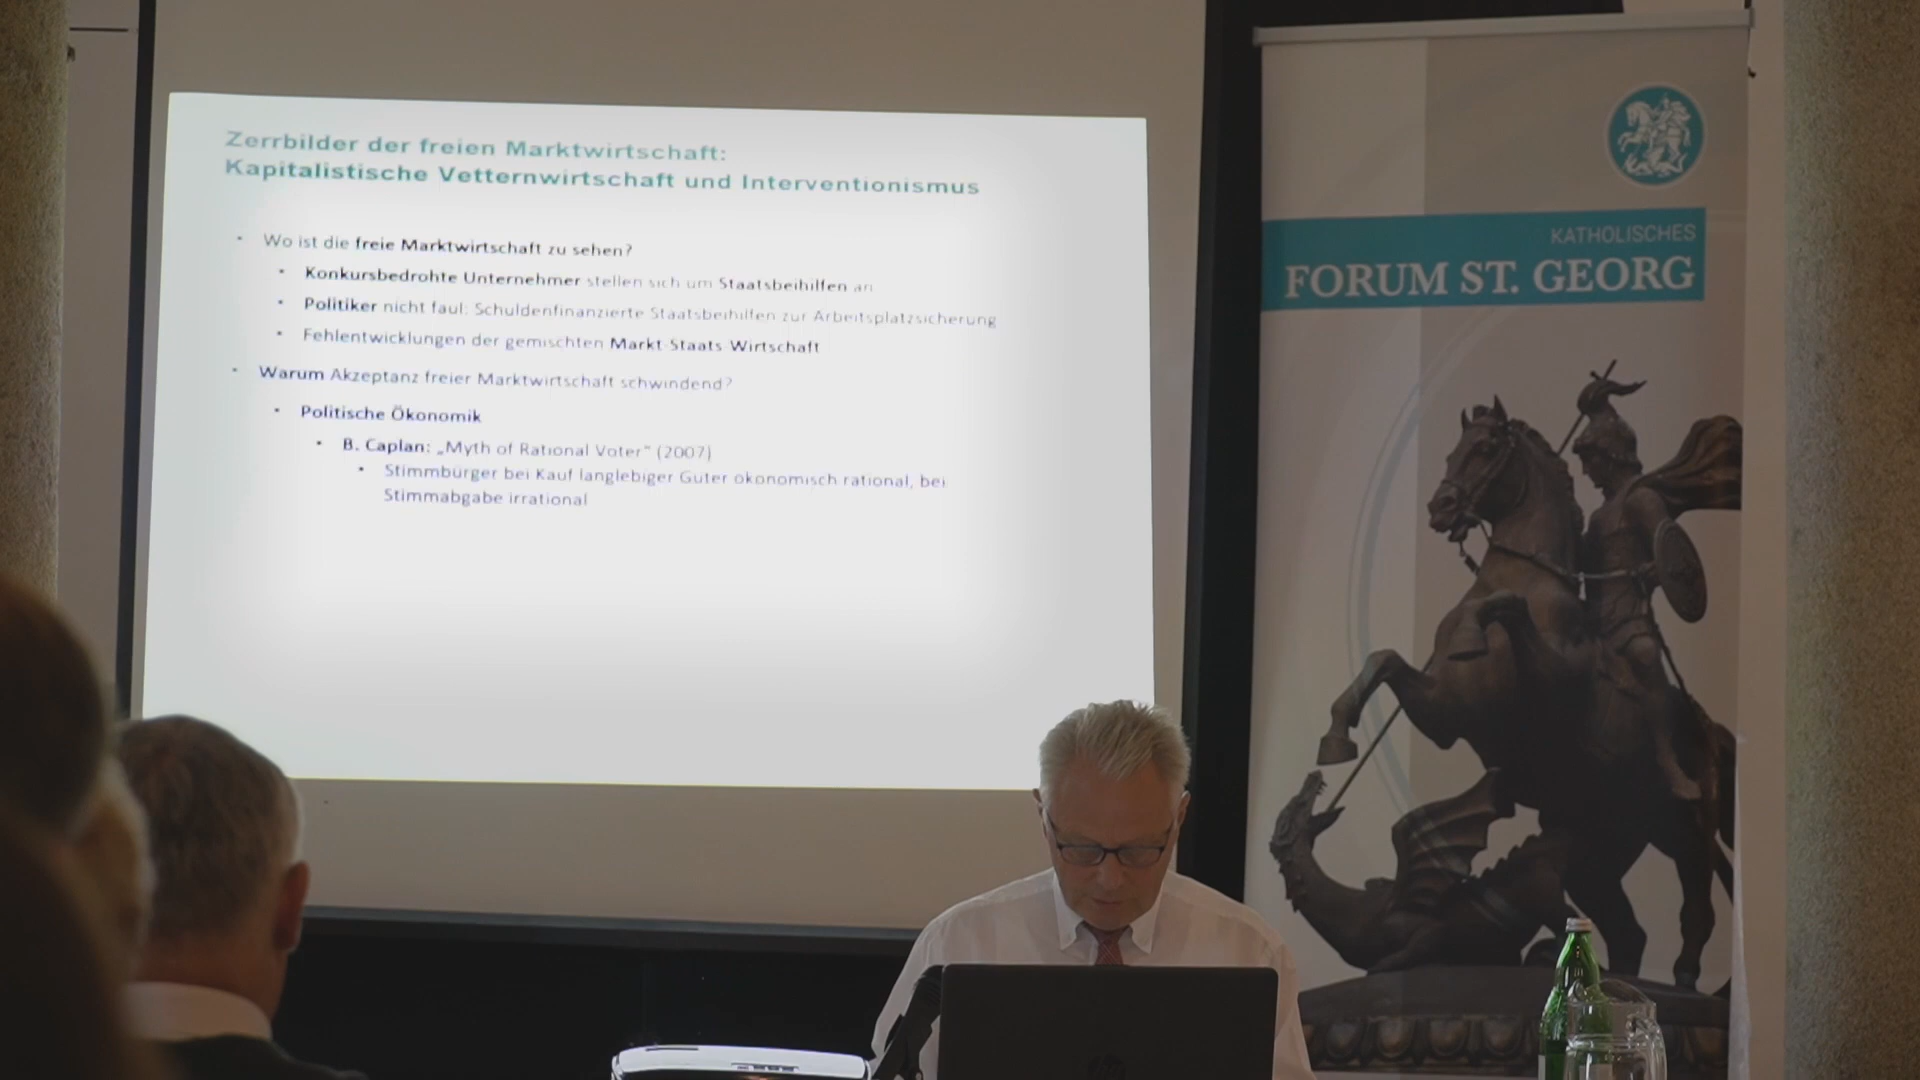 Zerrbilder der freien Marktwirtschaft:
Kapitalistische Vetternwirtschaft und Interventionismus
• Wo ist die freie Marktwirtschaft zu sehen?
• Konkursbedrohte Unternehmer stellen sich um Staatsbeihilfen an
• Politiker nicht faul: Schuldenfinanzierte Staatsbeihilfen zur Arbeitsplatzsicherung
• Fehlentwicklungen der gemischten Markt-Staats-Wirtschaft
• Warum Akzeptanz freier Marktwirtschaft schwindend?
• Politische Ökonomik
• B. Caplan: „Myth of Rational Voter“ (2007)
• Stimmbürger bei Kauf langlebiger Güter ökonomisch rational, bei
Stimmabgabe irrational
KATHOLISCHES
FORUM ST. GEORG